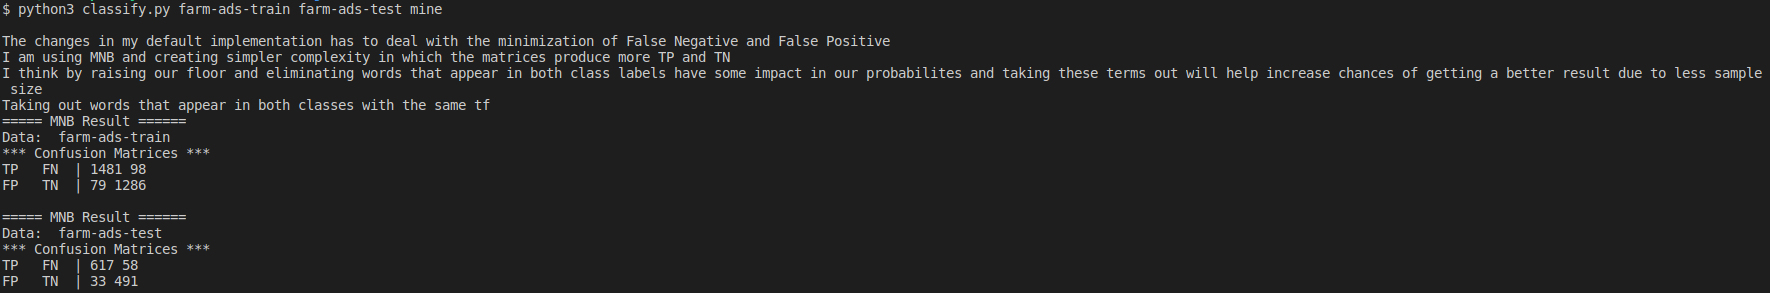 $ python3 classify.py farm-ads-train farm-ads-test mine
The changes in my default implementation has to deal with the minimization of False Negative and False Positive
I am using MNB and creating simpler complexity in which the matrices produce more TP and TN
I think by raising our floor and eliminating words that appear in both class labels have some impact in our probabilites and taking these terms out will help increase chances of getting a better result due to less sample
size
Taking out words that appear in both classes with the same tf
===== MNB Result ======
Data:  farm-ads-train
*** Confusion Matrices ***
TP   FN  | 1481 98
FP   TN  | 79 1286
===== MNB Result ======
Data:  farm-ads-test
*** Confusion Matrices ***
TP   FN  | 617 58
FP   TN  | 33 491